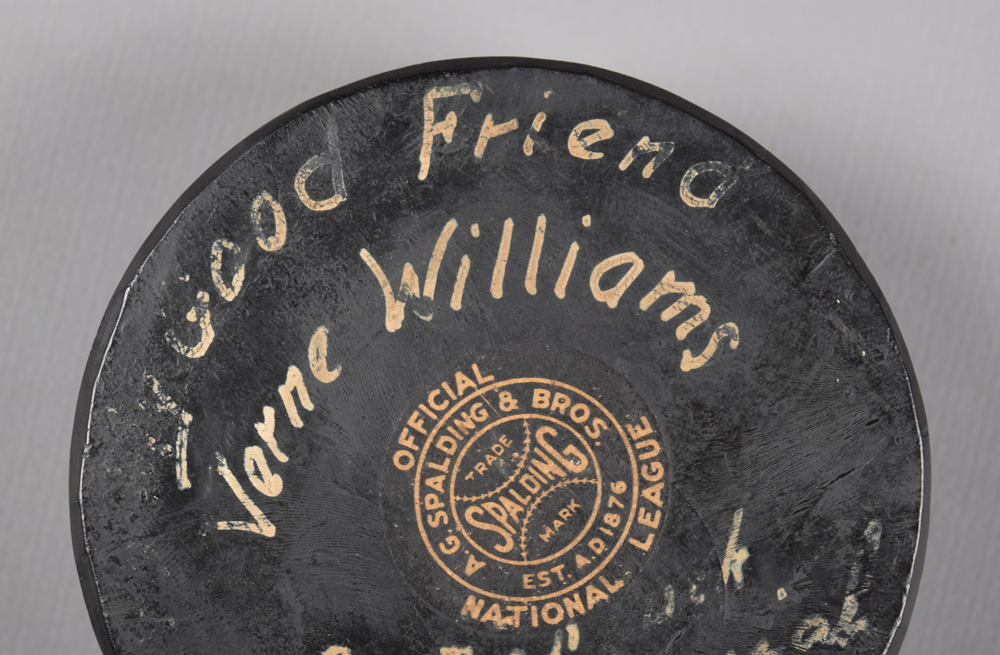 Good Friend
Verne Williams
OFFICIAL
A.G. SPALDING & BROS.
TRADE
SPALDING
MARK
EST. A.D 1876
NATIONAL LEAGUE